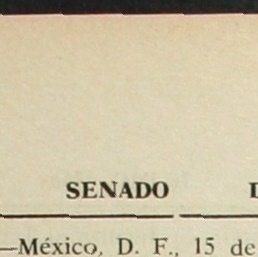 SENADO
—México, D. F., 15 de